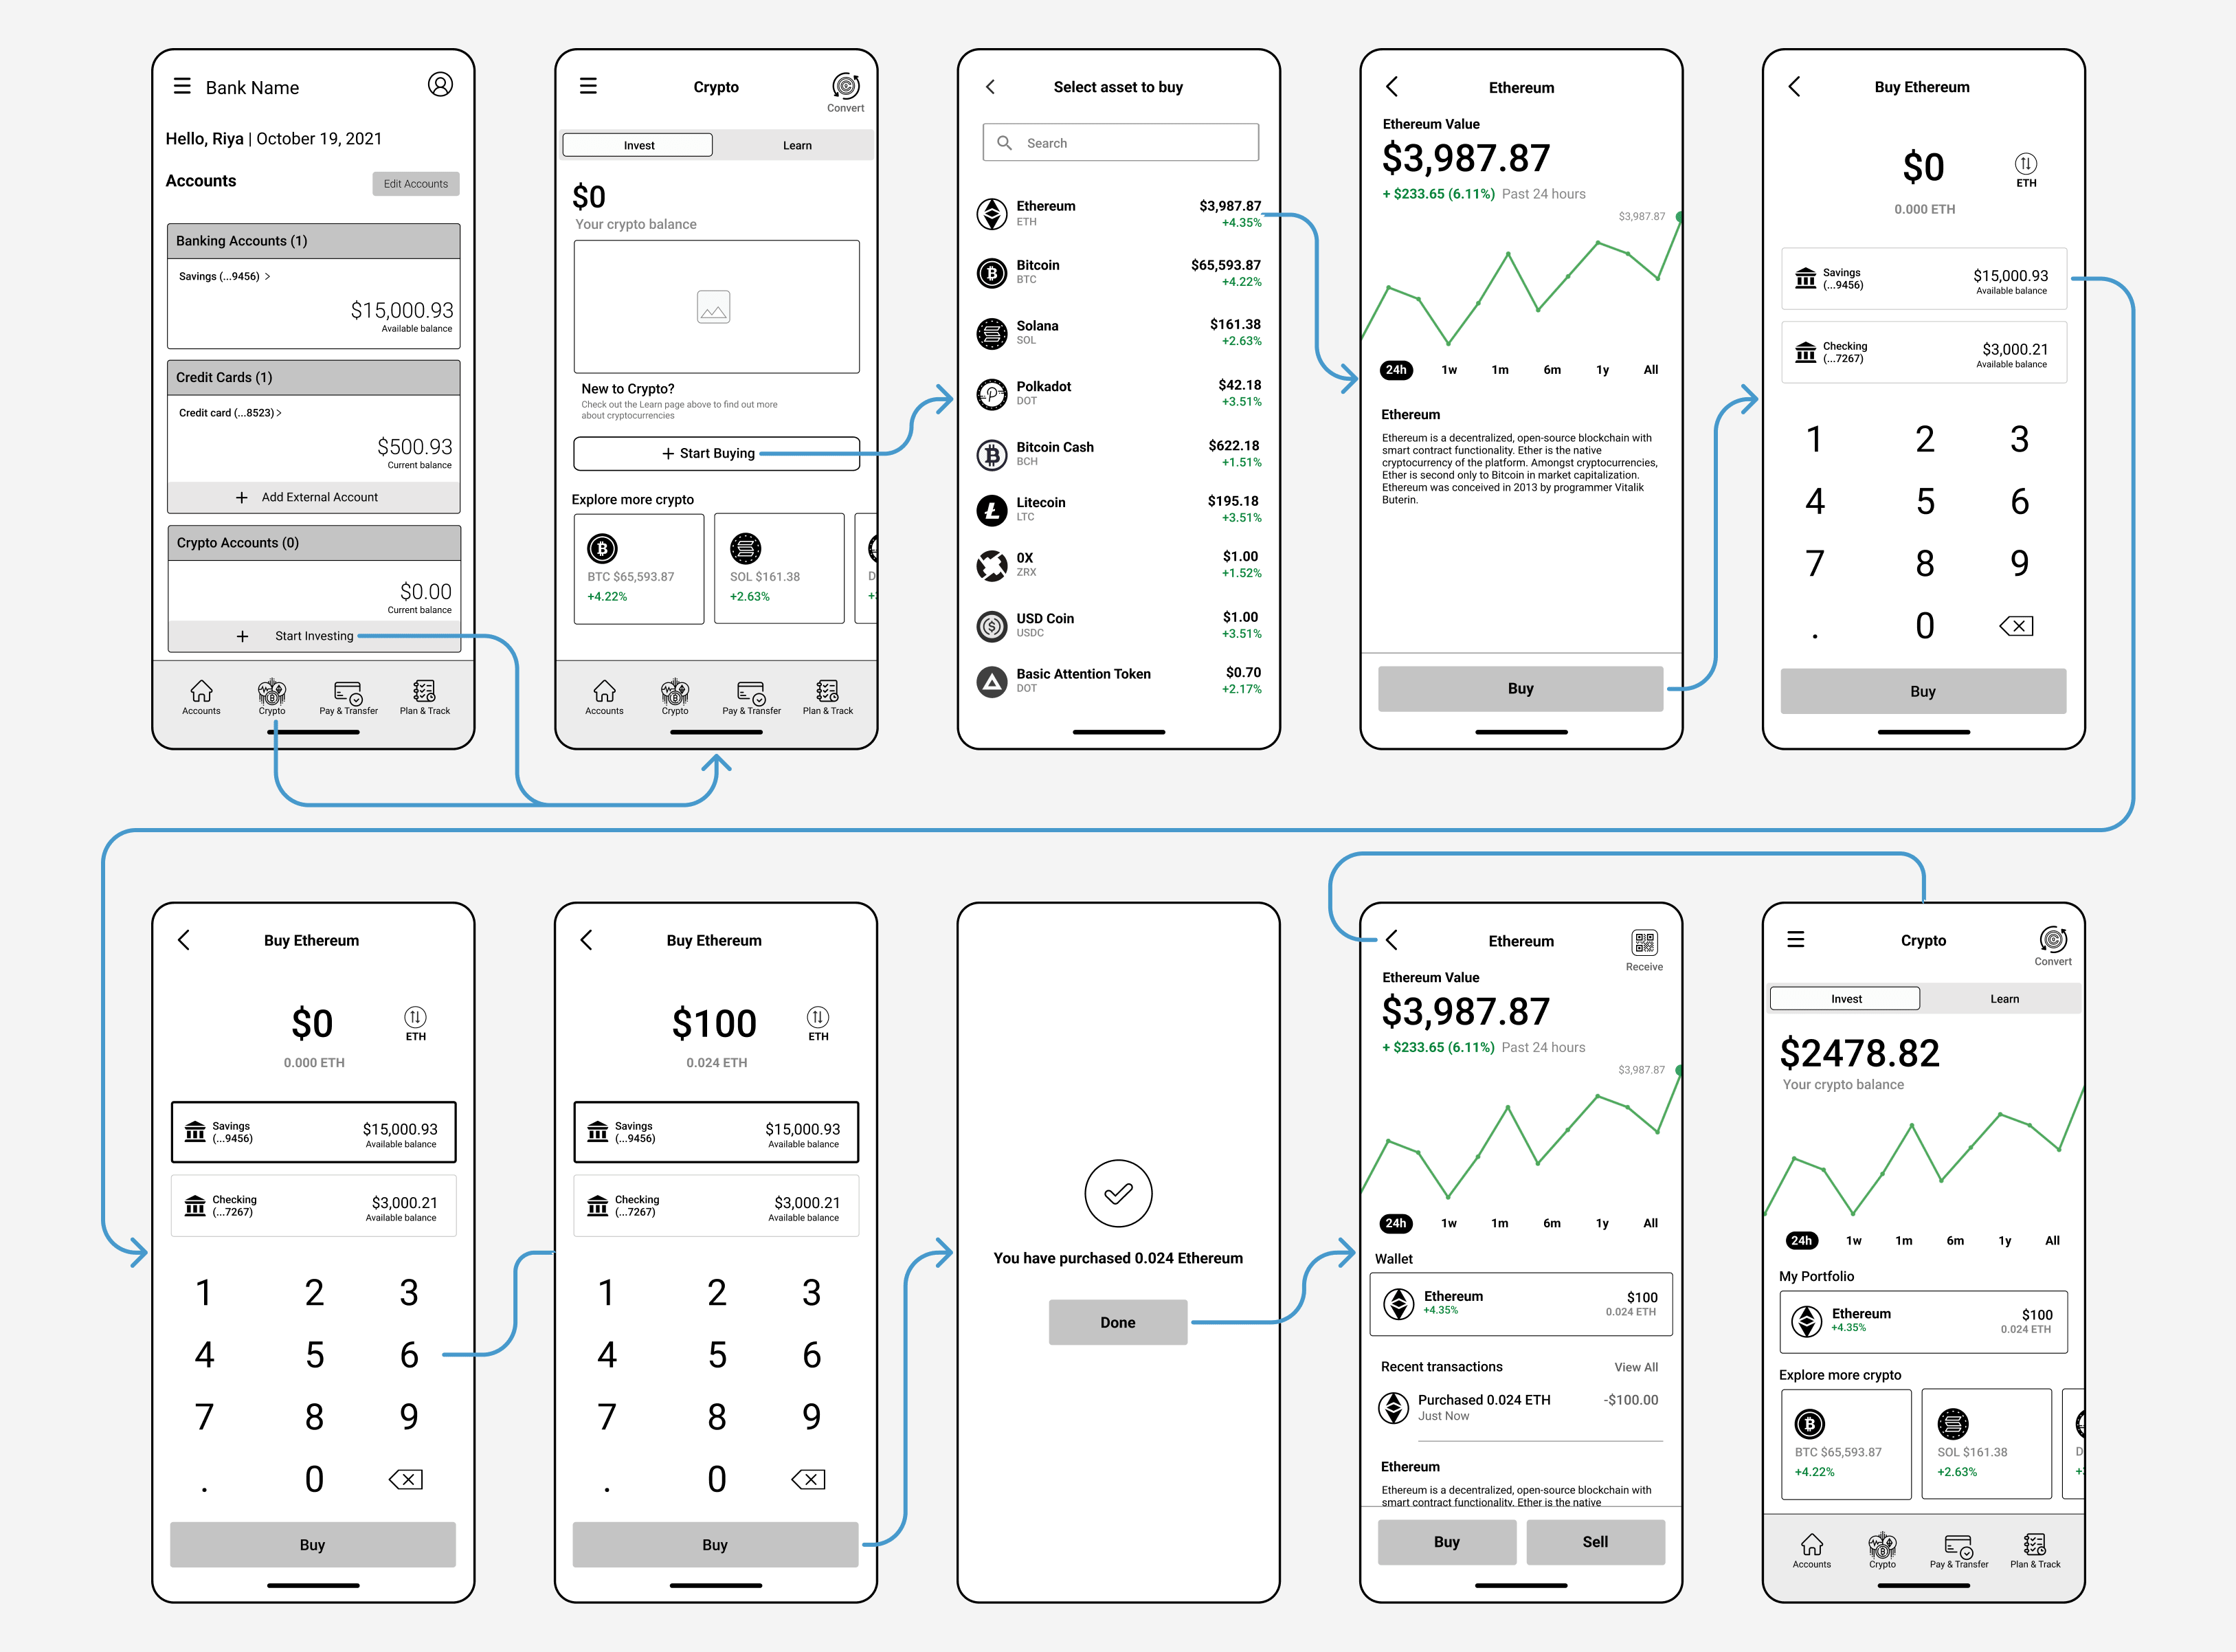 Bank Name
Hello, Riya | October 19, 2021
Accounts
Edit Accounts
Banking Accounts (1)
Savings (...9456) >
$15,000.93
Available balance
Credit Cards (1)
Credit card (...8523) >
$500.93
Current balance
+ Add External Account
Crypto Accounts (0)
$0.00
Current balance
+ Start Investing
Accounts Crypto Pay & Transfer Plan & Track
Crypto
Convert
Invest Learn
$0
Your crypto balance
New to Crypto?
Check out the Learn page above to find out more
about cryptocurrencies
+ Start Buying
Explore more crypto
BTC $65,593.87
+4.22%
SOL $161.38
+2.63%
D
Accounts Crypto Pay & Transfer Plan & Track
Select asset to buy
Search
Ethereum $3,987.87
ETH +4.35%
Bitcoin $65,593.87
BTC +4.22%
Solana $161.38
SOL +2.63%
Polkadot $42.18
DOT +3.51%
Bitcoin Cash $622.18
BCH +1.51%
Litecoin $195.18
LTC +3.51%
0X $1.00
ZRX +1.52%
USD Coin $1.00
USDC +3.51%
Basic Attention Token $0.70
DOT +2.17%
Ethereum
Ethereum Value
$3,987.87
+ $233.65 (6.11%) Past 24 hours
$3,987.87
24h 1w 1m 6m 1y All
Ethereum
Ethereum is a decentralized, open-source blockchain with
smart contract functionality. Ether is the native
cryptocurrency of the platform. Amongst cryptocurrencies,
Ether is second only to Bitcoin in market capitalization.
Ethereum was conceived in 2013 by programmer Vitalik
Buterin.
Buy
Buy Ethereum
$0
ETH
0.000 ETH
Savings $15,000.93
(...9456) Available balance
Checking $3,000.21
(...7267) Available balance
1 2 3
4 5 6
7 8 9
. 0
Buy
Buy Ethereum
$0
ETH
0.000 ETH
Savings $15,000.93
(...9456) Available balance
Checking $3,000.21
(...7267) Available balance
1 2 3
4 5 6
7 8 9
. 0
Buy
Buy Ethereum
$100
ETH
0.024 ETH
Savings $15,000.93
(...9456) Available balance
Checking $3,000.21
(...7267) Available balance
1 2 3
4 5 6
7 8 9
. 0
Buy
You have purchased 0.024 Ethereum
Done
Ethereum
Receive
Ethereum Value
$3,987.87
+ $233.65 (6.11%) Past 24 hours
$3,987.87
24h 1w 1m 6m 1y All
Wallet
Ethereum $100
+4.35% 0.024 ETH
Recent transactions View All
Purchased 0.024 ETH -$100.00
Just Now
Ethereum
Ethereum is a decentralized, open-source blockchain with
smart contract functionality. Ether is the native
Buy Sell
Crypto
Convert
Invest Learn
$2478.82
Your crypto balance
24h 1w 1m 6m 1y All
My Portfolio
Ethereum $100
+4.35% 0.024 ETH
Explore more crypto
BTC $65,593.87
+4.22%
SOL $161.38
+2.63%
D
Accounts Crypto Pay & Transfer Plan & Track